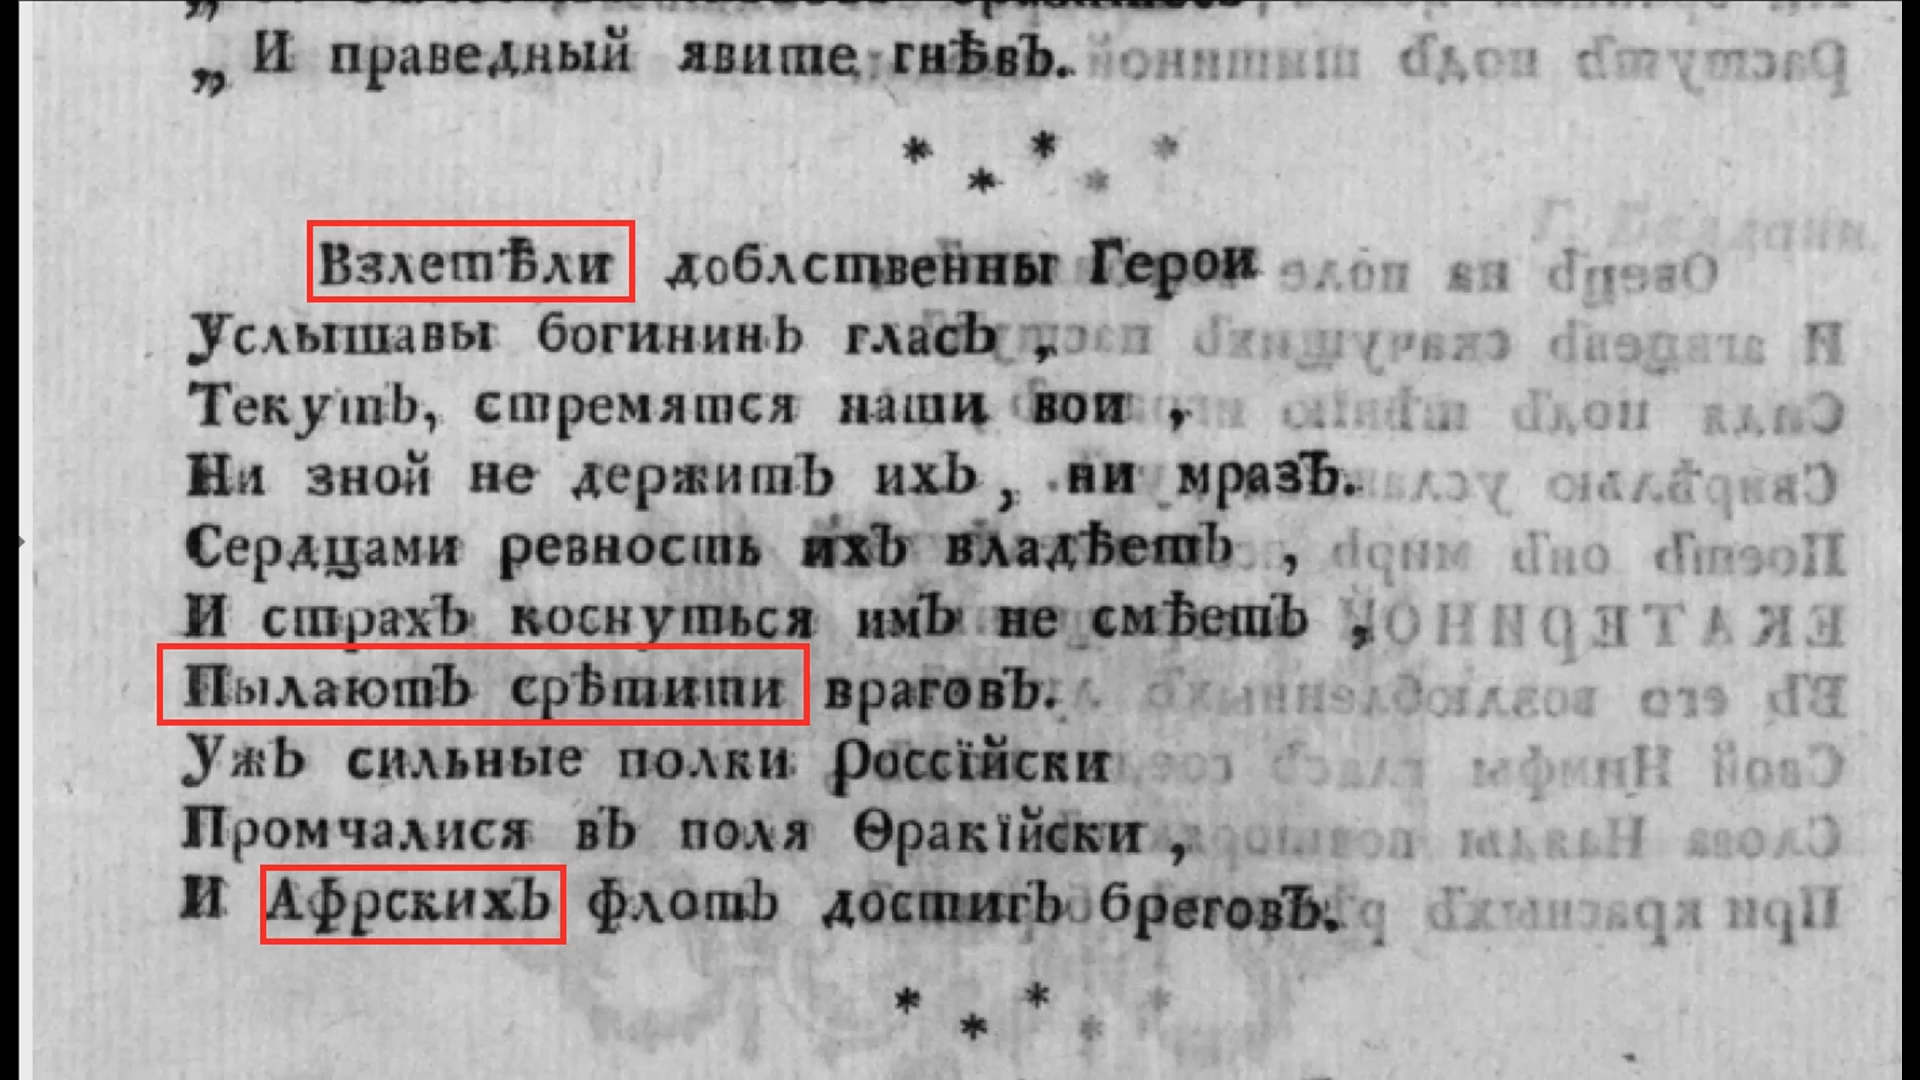 „ И праведный явите гнѣвъ.
* * *
* *
Взлетѣли доблственны Герои
Услышавы богининъ гласъ ,
Текутъ, стремятся наши вои ,
Ни зной не держитъ ихъ , ни мразъ.
Сердцами ревность ихъ владѣетъ ,
И страхъ коснуться имъ не смѣетъ ,
Пылаютъ срѣтити враговъ.
Ужъ сильные полки Россїйски
Промчалися въ поля Ѳракїйски ,
И Афрскихъ флотъ достигъ бреговъ.
* * *
* *